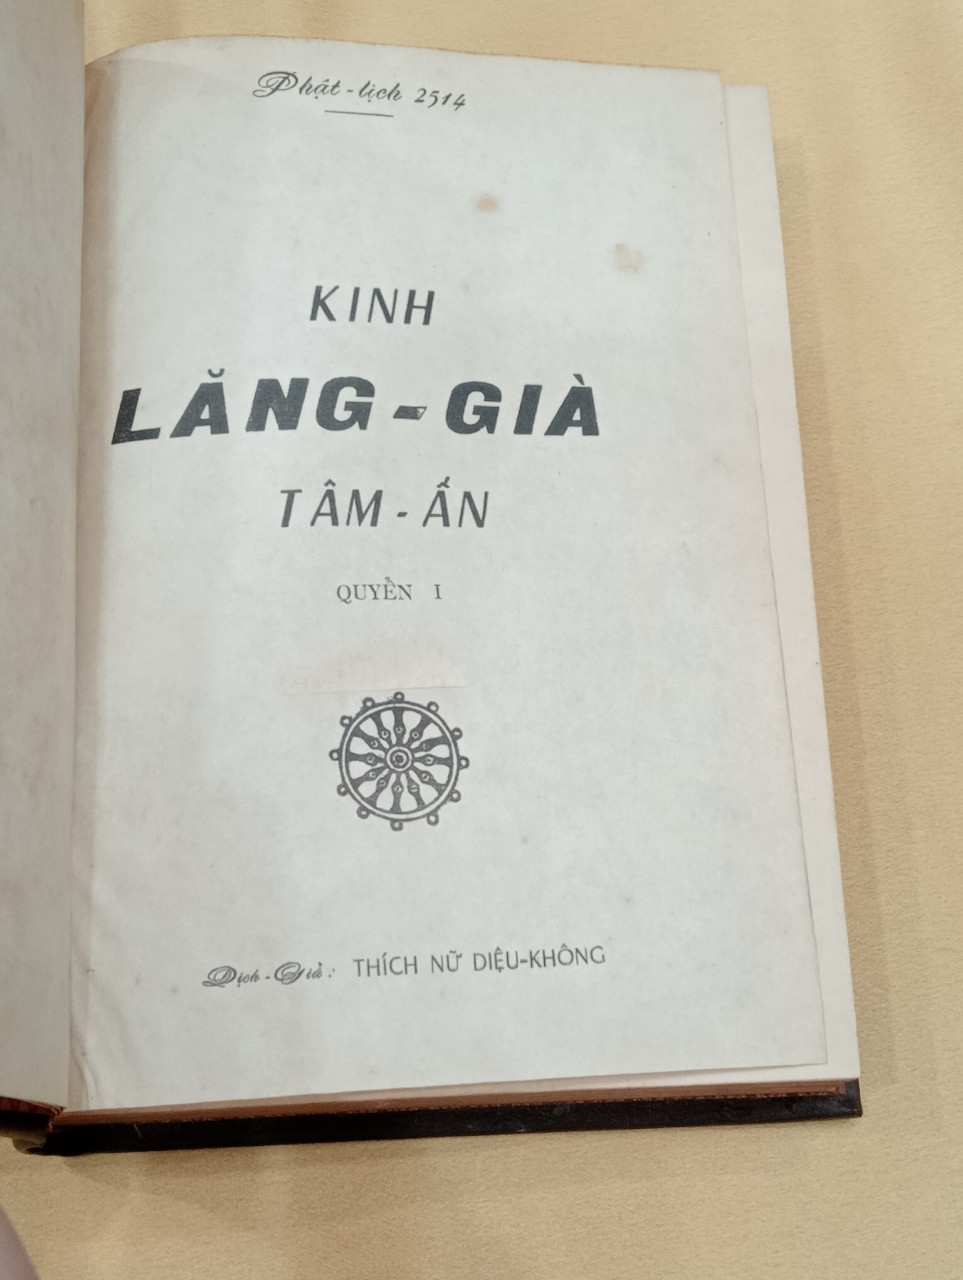 Phật-lịch 2514
KINH
LĂNG-GIÀ
TÂM-ẤN
QUYỂN I
Dịch-Giả: THÍCH NỮ DIỆU-KHÔNG